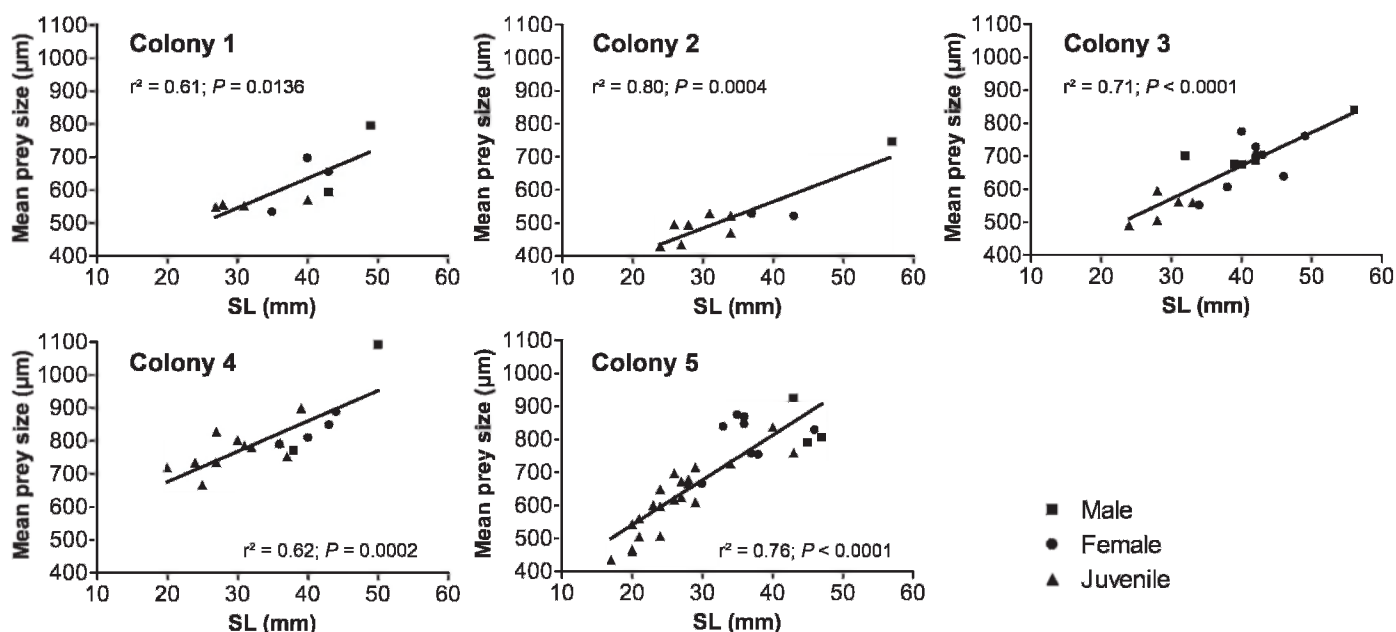 Colony 1
r² = 0.61; P = 0.0136
Mean prey size (µm)
1100
1000
900
800
700
600
500
400
10 20 30 40 50 60
SL (mm)
Colony 2
r² = 0.80; P = 0.0004
Mean prey size (µm)
1100
1000
900
800
700
600
500
400
10 20 30 40 50 60
SL (mm)
Colony 3
r² = 0.71; P < 0.0001
Mean prey size (µm)
1100
1000
900
800
700
600
500
400
10 20 30 40 50 60
SL (mm)
Colony 4
r² = 0.62; P = 0.0002
Mean prey size (µm)
1100
1000
900
800
700
600
500
400
10 20 30 40 50 60
SL (mm)
Colony 5
r² = 0.76; P < 0.0001
Mean prey size (µm)
1100
1000
900
800
700
600
500
400
10 20 30 40 50 60
SL (mm)
Male
Female
Juvenile